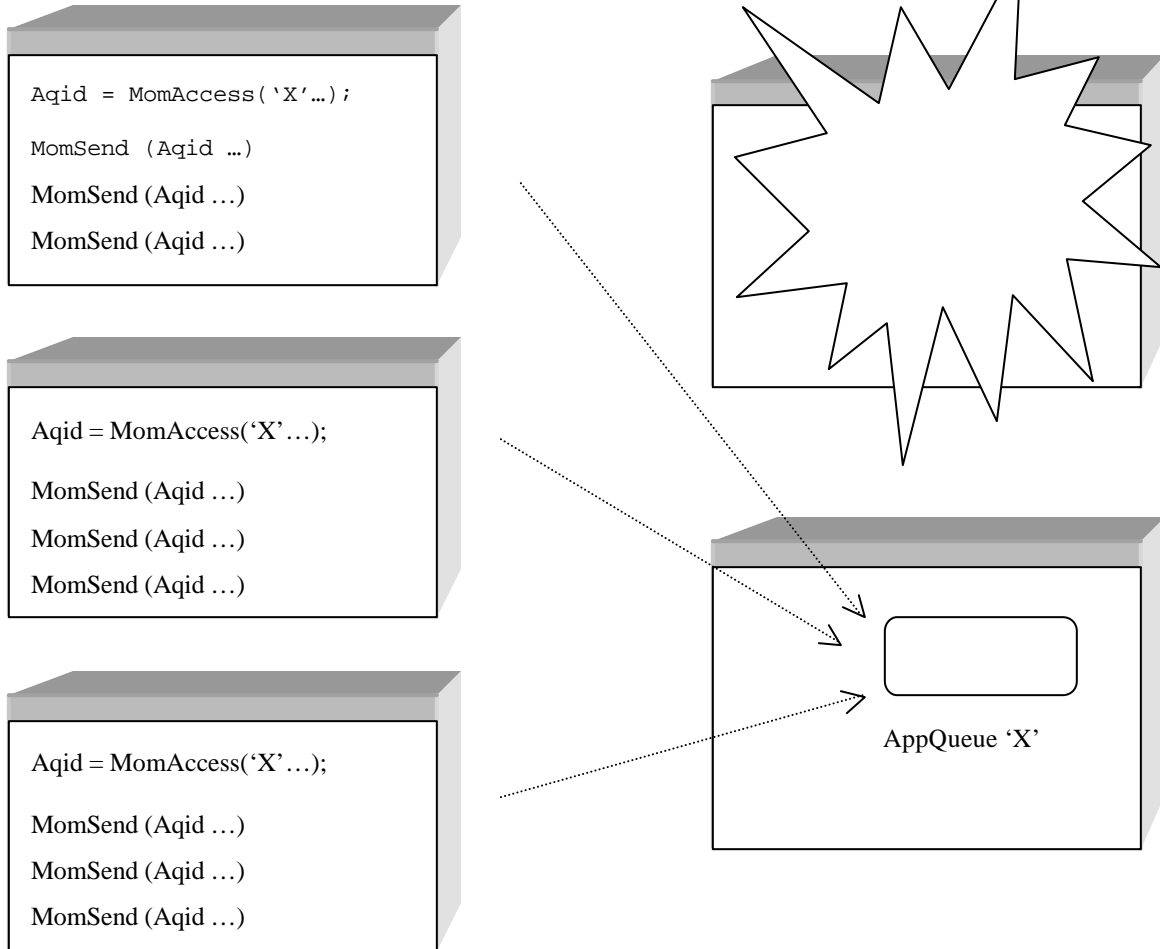 Aqid = MomAccess(‘X’…);
MomSend (Aqid …)
MomSend (Aqid …)
MomSend (Aqid …)
Aqid = MomAccess(‘X’…);
MomSend (Aqid …)
MomSend (Aqid …)
MomSend (Aqid …)
AppQueue ‘X’
Aqid = MomAccess(‘X’…);
MomSend (Aqid …)
MomSend (Aqid …)
MomSend (Aqid …)